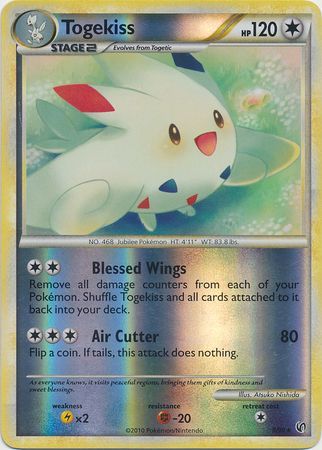 Togekiss
HP 120
STAGE 2 Evolves from Togetic
NO. 468 Jubilee Pokémon HT: 4'11" WT: 83.8 lbs.
Blessed Wings
Remove all damage counters from each of your
Pokémon. Shuffle Togekiss and all cards attached to it
back into your deck.
Air Cutter 80
Flip a coin. If tails, this attack does nothing.
As everyone knows, it visits peaceful regions, bringing them gifts of kindness and
sweet blessings.
Illus. Atsuko Nishida
weakness resistance retreat cost
×2 -20
©2010 Pokémon/Nintendo